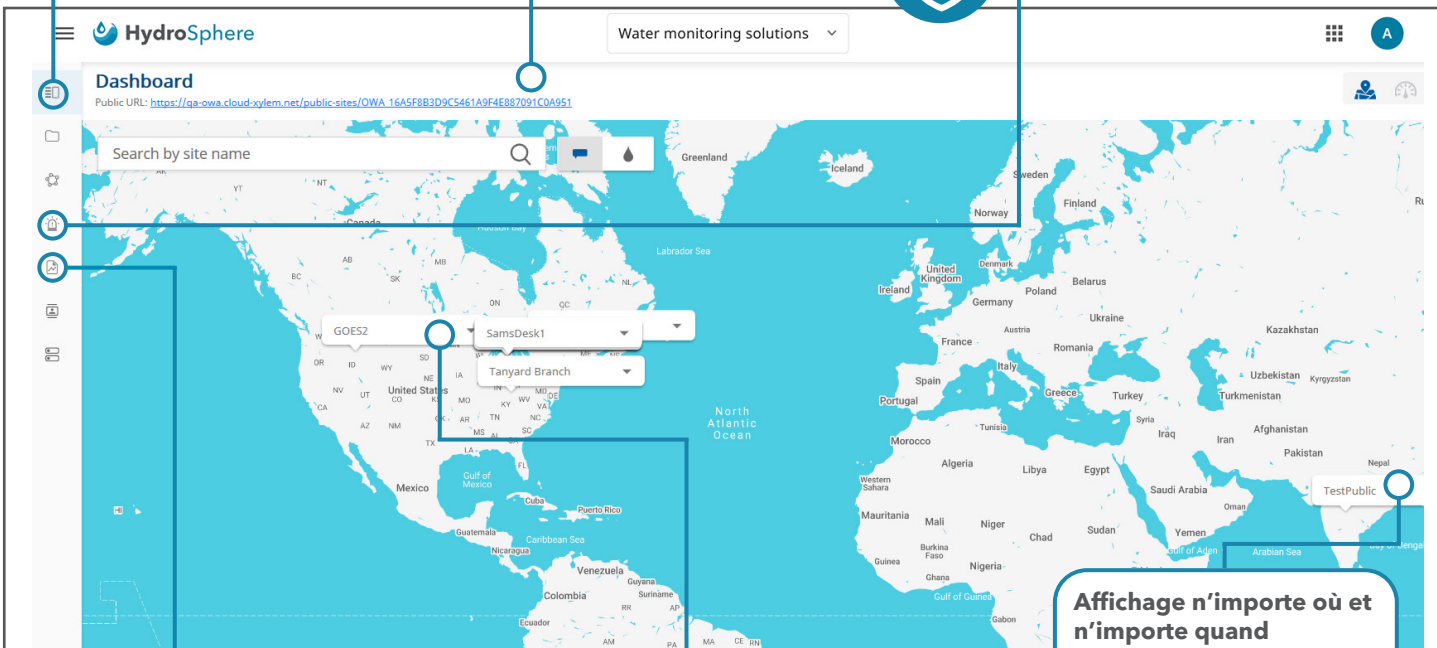 HydroSphere
Water monitoring solutions
A
Dashboard
Public URL: https://qa-owa.cloud-xylem.net/public-sites/OWA_16A5F8B3D9C5461A9F4E887091C0A951
Search by site name
Greenland
Iceland
Sweden
Norway
Finland
AK
YT
NT
Canada
Hudson Bay
Labrador Sea
BC
AB
SK
MB
ON
QC
NL
United Kingdom
Ireland
Denmark
Belarus
Poland
Germany
Ukraine
Austria
Kazakhstan
France
Romania
Italy
GOES2
SamsDesk1
Tanyard Branch
OR
ID
WY
SD
NE
IA
NV
UT
United States
CO
KS
MO
IN
KY
WV
VA
MD
DE
CA
AZ
NM
OK
AR
TN
NC
SC
MS
AL
TX
LA
FL
North
Atlantic
Ocean
Spain
Portugal
Greece
Turkey
Uzbekistan
Kyrgyzstan
Turkmenistan
Tunisia
Syria
Iraq
Iran
Afghanistan
Pakistan
Nepal
Morocco
Algeria
Libya
Egypt
Western
Sahara
Saudi Arabia
Oman
TestPublic
Gulf of
Mexico
Mexico
Cuba
Puerto Rico
HI
Guatemala
Caribbean Sea
Nicaragua
Mauritania
Mali
Niger
Chad
Sudan
Yemen
Gulf of Aden
Arabian Sea
Burkina
Faso
Guinea
Nigeria
Ghana
Gulf of Guinea
Gabon
Venezuela
Guyana
Suriname
Colombia
RR
AP
Ecuador
AM
PA
MA
CE
RN
Affichage n’importe où et
n’importe quand